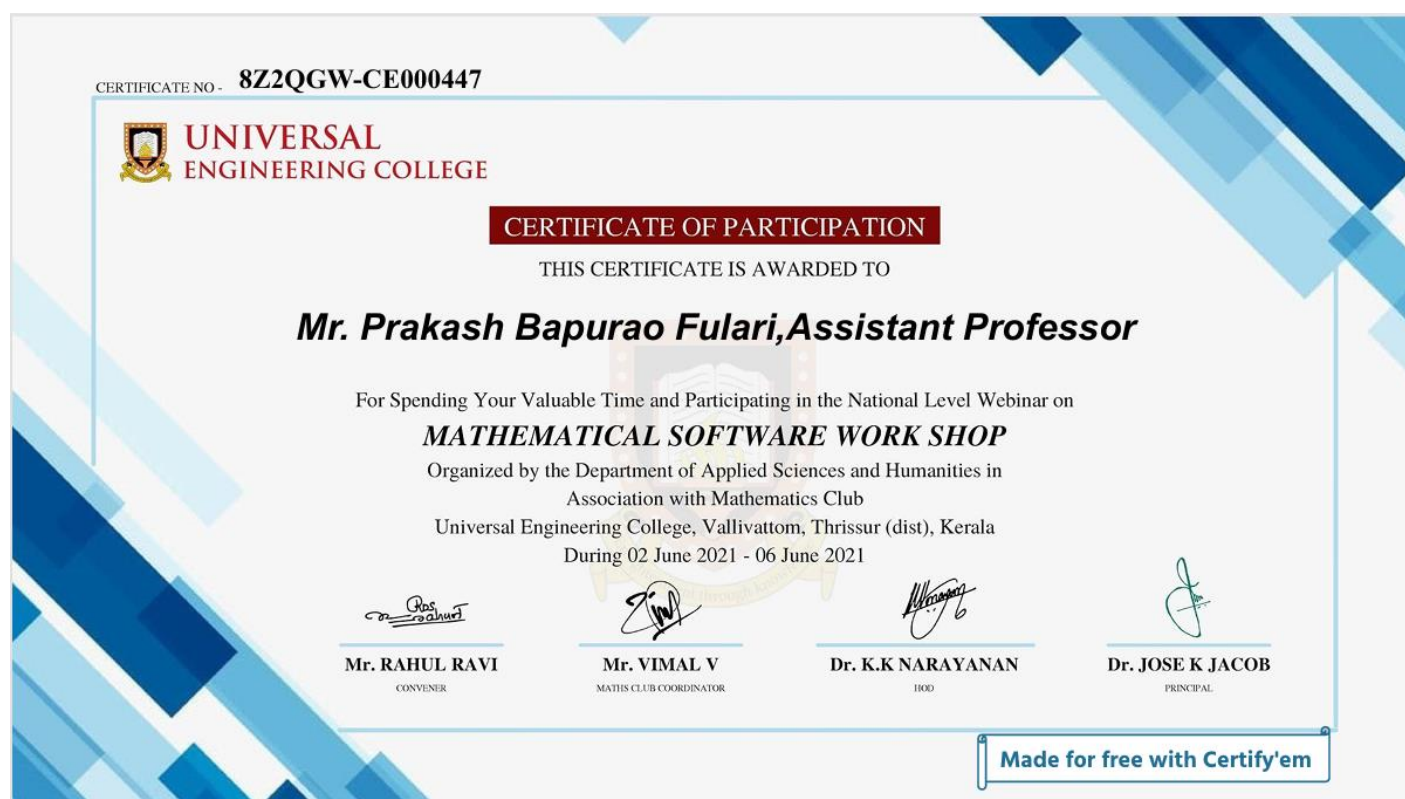 CERTIFICATE NO - 8Z2QGW-CE000447
UNIVERSAL
ENGINEERING COLLEGE
CERTIFICATE OF PARTICIPATION
THIS CERTIFICATE IS AWARDED TO
Mr. Prakash Bapurao Fulari,Assistant Professor
For Spending Your Valuable Time and Participating in the National Level Webinar on
MATHEMATICAL SOFTWARE WORK SHOP
Organized by the Department of Applied Sciences and Humanities in
Association with Mathematics Club
Universal Engineering College, Vallivattom, Thrissur (dist), Kerala
During 02 June 2021 - 06 June 2021
Mr. RAHUL RAVI Mr. VIMAL V Dr. K.K NARAYANAN Dr. JOSE K JACOB
CONVENER MATHS CLUB COORDINATOR HOD PRINCIPAL
Made for free with Certify'em